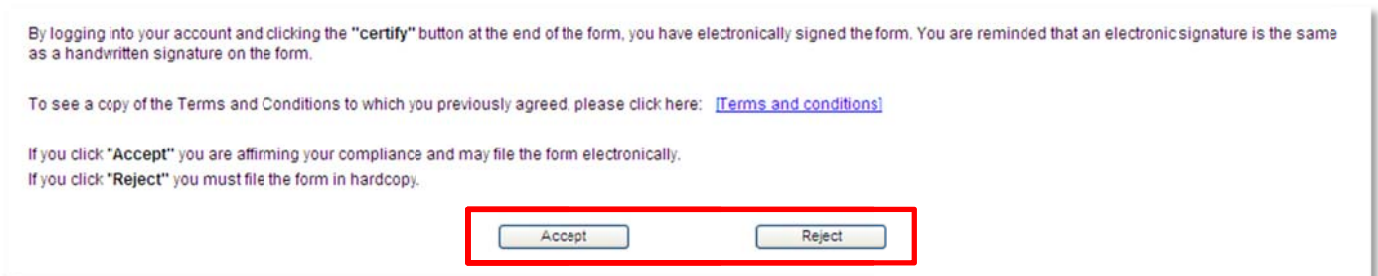 By logging into your account and clicking the "certify" button at the end of the form, you have electronically signed the form. You are reminded that an electronic signature is the same
as a handwritten signature on the form.
To see a copy of the Terms and Conditions to which you previously agreed, please click here: [Terms and conditions]
If you click "Accept" you are affirming your compliance and may file the form electronically.
If you click "Reject" you must file the form in hardcopy.
Accept Reject